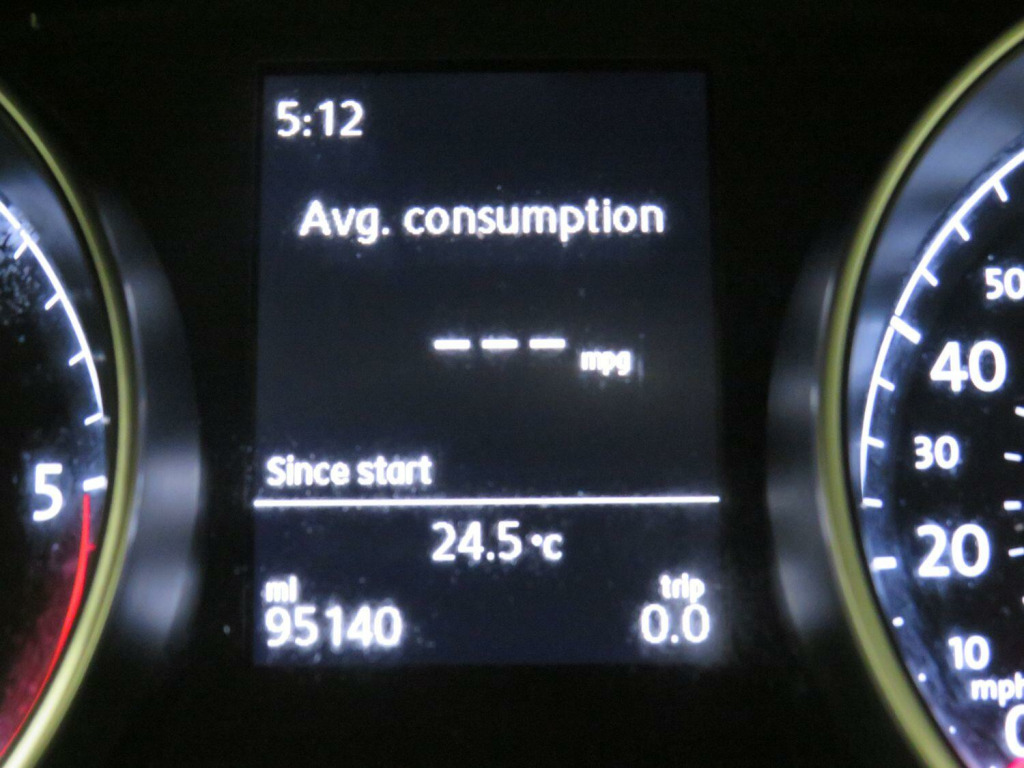 5:12
Avg. consumption
--- mpg
Since start
24.5 °C
mi
trip
95140
0.0
5
50
40
30
20
10
mph
0